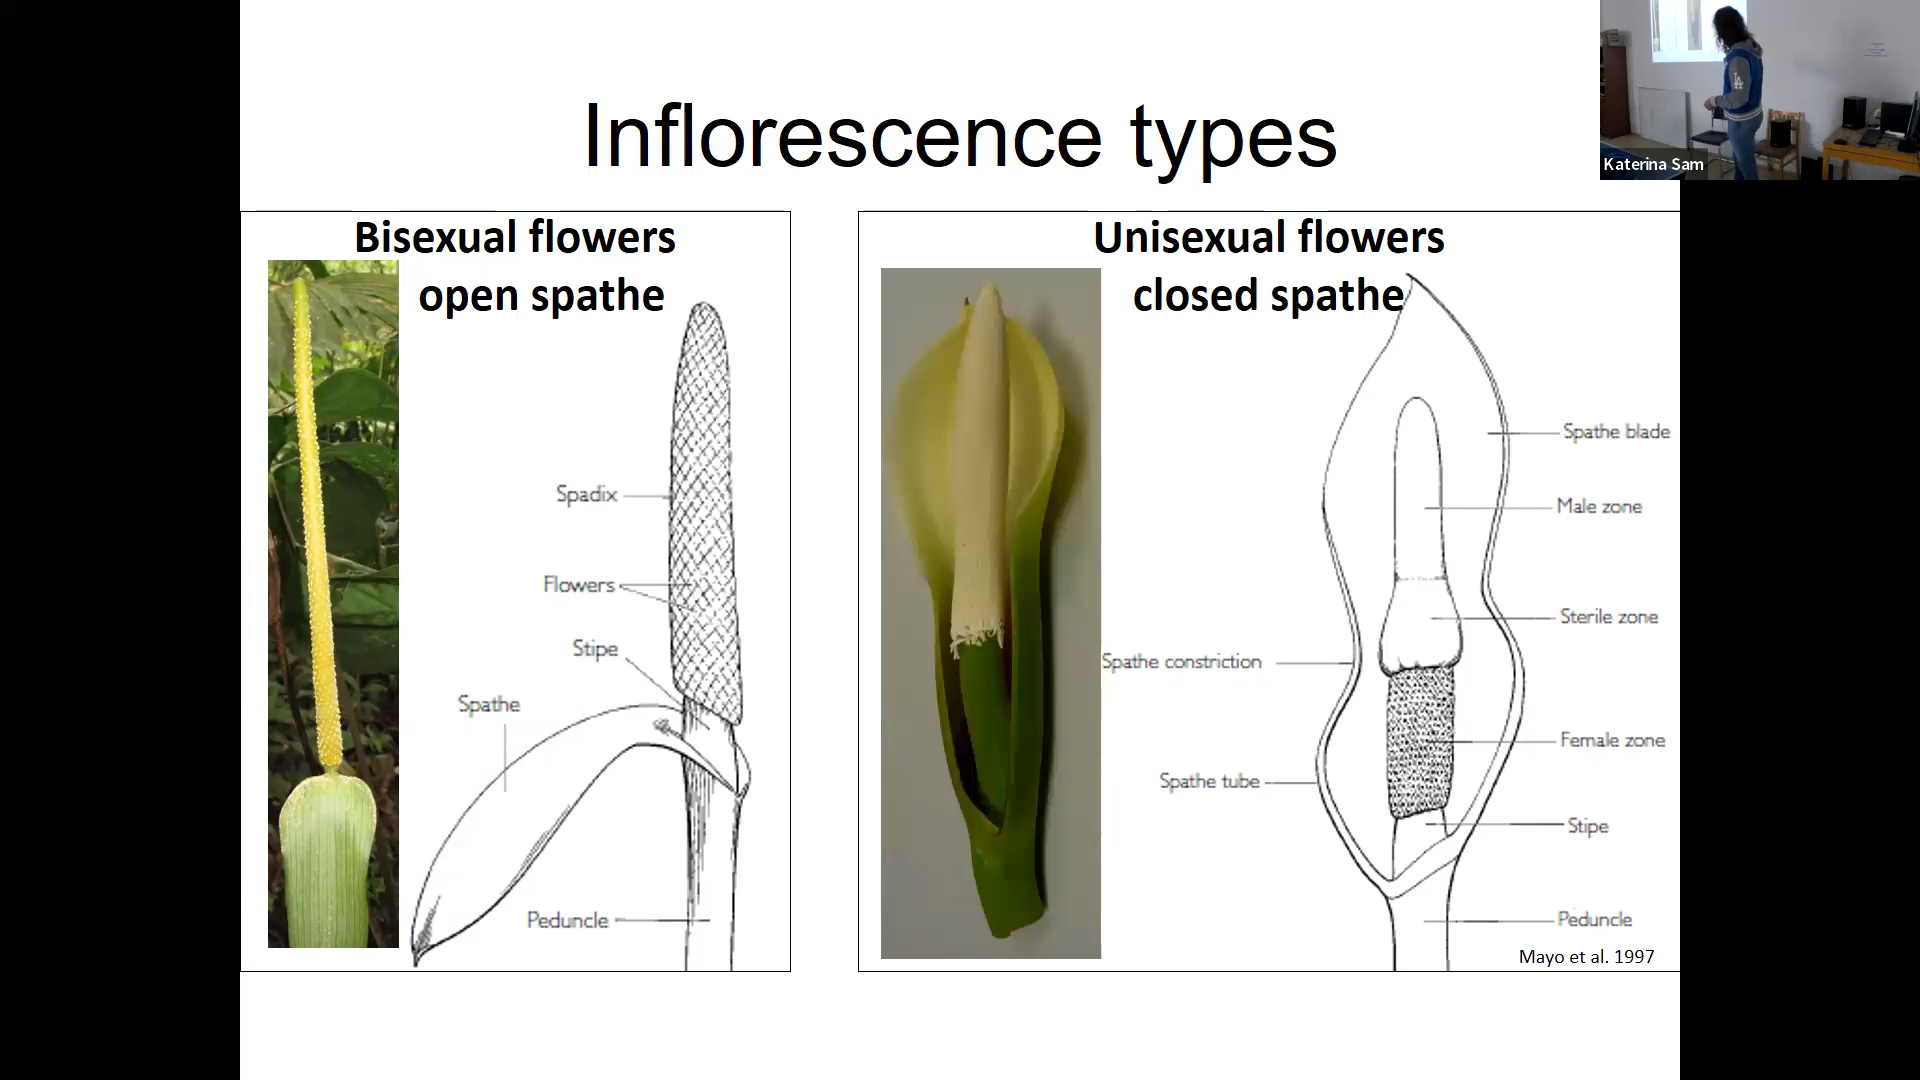 Inflorescence types
Katerina Sam
LA
Bisexual flowers
open spathe
Spadix
Flowers
Stipe
Spathe
Peduncle
Unisexual flowers
closed spathe
Spathe blade
Male zone
Sterile zone
Spathe constriction
Female zone
Spathe tube
Stipe
Peduncle
Mayo et al. 1997